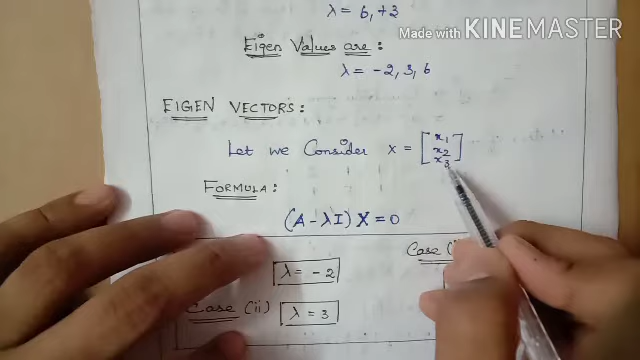 λ = 6, +3
Made with KINEMASTER
Eigen Values are:
λ = -2, 3, 6
EIGEN VECTORS:
Let we Consider x = [x1
x2
x3]
FORMULA:
(A - λI) X = 0
Case (i
λ = -2
Case (ii) λ = 3